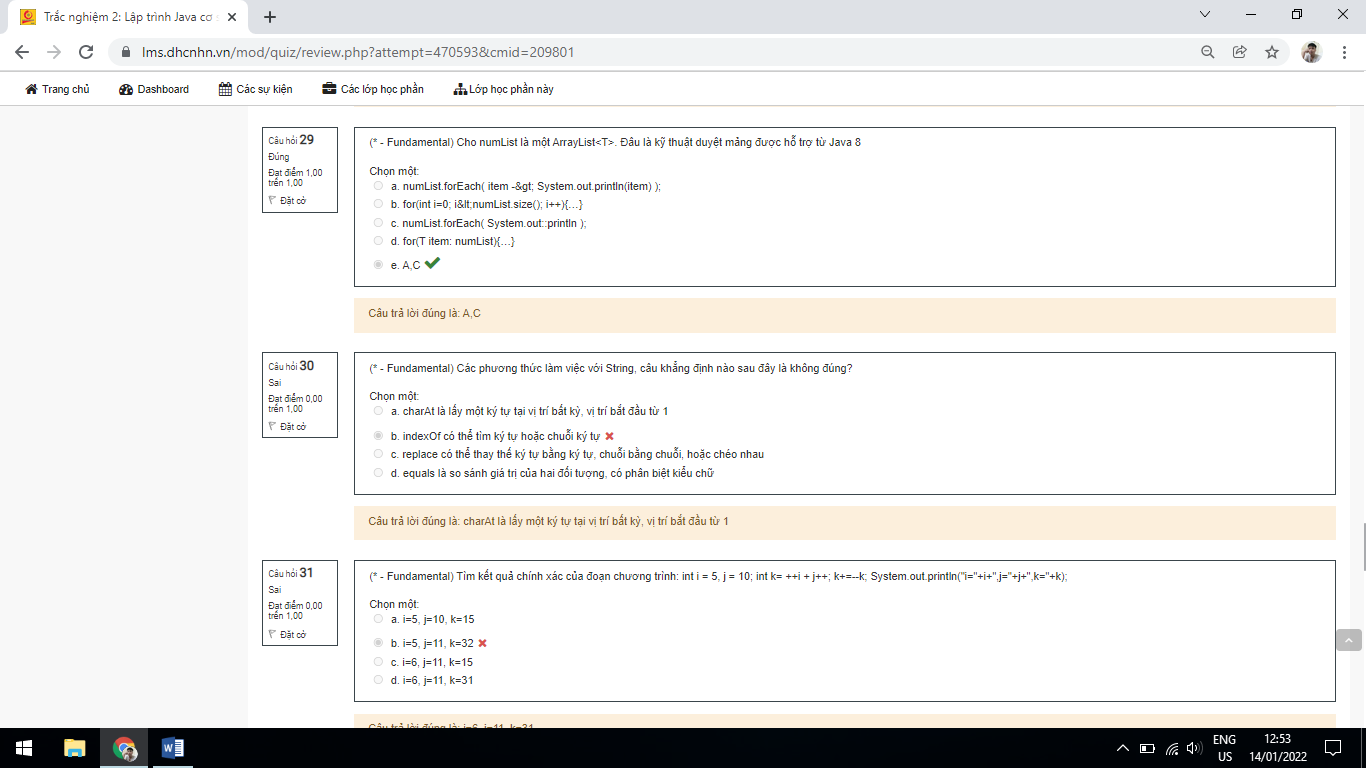 Trắc nghiệm 2: Lập trình Java cơ s
lms.dhcnhn.vn/mod/quiz/review.php?attempt=470593&cmid=209801
Trang chủ
Dashboard
Các sự kiện
Các lớp học phần
Lớp học phần này
Câu hỏi 29
Đúng
Đạt điểm 1,00
trên 1,00
Đặt cờ
(* - Fundamental) Cho numList là một ArrayList<T>. Đâu là kỹ thuật duyệt mảng được hỗ trợ từ Java 8
Chọn một:
a. numList.forEach( item -&gt; System.out.println(item) );
b. for(int i=0; i&lt;numList.size(); i++){…}
c. numList.forEach( System.out::println );
d. for(T item: numList){…}
e. A,C
Câu trả lời đúng là: A,C
Câu hỏi 30
Sai
Đạt điểm 0,00
trên 1,00
Đặt cờ
(* - Fundamental) Các phương thức làm việc với String, câu khẳng định nào sau đây là không đúng?
Chọn một:
a. charAt là lấy một ký tự tại vị trí bất kỳ, vị trí bắt đầu từ 1
b. indexOf có thể tìm ký tự hoặc chuỗi ký tự
c. replace có thể thay thế ký tự bằng ký tự, chuỗi bằng chuỗi, hoặc chéo nhau
d. equals là so sánh giá trị của hai đối tượng, có phân biệt kiểu chữ
Câu trả lời đúng là: charAt là lấy một ký tự tại vị trí bất kỳ, vị trí bắt đầu từ 1
Câu hỏi 31
Sai
Đạt điểm 0,00
trên 1,00
Đặt cờ
(* - Fundamental) Tìm kết quả chính xác của đoạn chương trình: int i = 5, j = 10; int k= ++i + j++; k+=--k; System.out.println("i="+i+",j="+j+",k="+k);
Chọn một:
a. i=5, j=10, k=15
b. i=5, j=11, k=32
c. i=6, j=11, k=15
d. i=6, j=11, k=31
Câu trả lời đúng là: i=6, j=11, k=31
ENG
US
12:53
14/01/2022